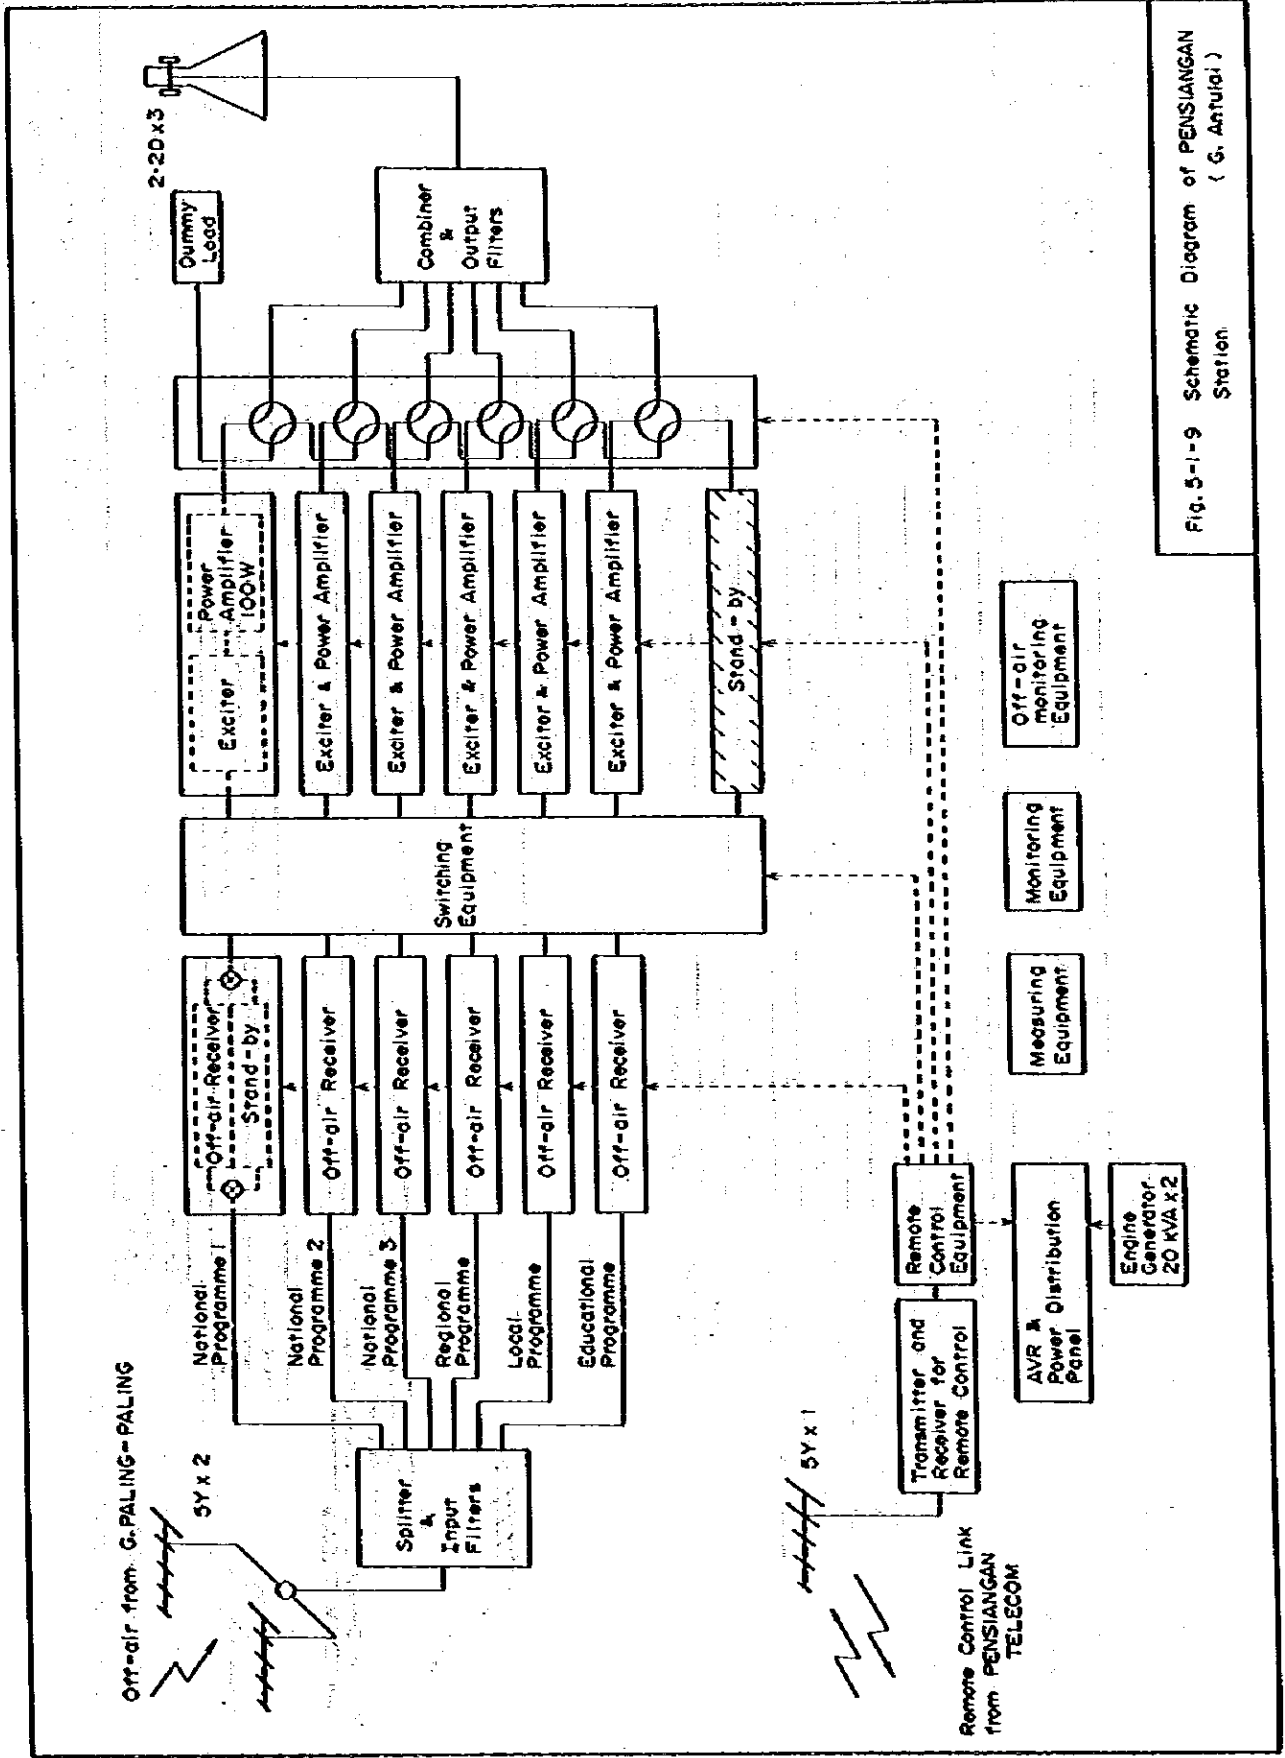 Off-air from G. PALING-PALING
5Y x 2
Splitter
&
Input
Filters
National
Programme 1
National
Programme 2
National
Programme 3
Regional
Programme
Local
Programme
Educational
Programme
Off-air Receiver
Stand-by
Off-air Receiver
Off-air Receiver
Off-air Receiver
Off-air Receiver
Off-air Receiver
Switching
Equipment
Exciter
Power
Amplifier
100W
Exciter & Power Amplifier
Exciter & Power Amplifier
Exciter & Power Amplifier
Exciter & Power Amplifier
Exciter & Power Amplifier
Stand-by
Dummy
Load
2-2D x 3
Combiner
&
Output
Filters
5Y x 1
Remote Control Link
from PENSIANGAN
TELECOM
Transmitter and
Receiver for
Remote Control
Remote
Control
Equipment
AVR &
Power Distribution
Panel
Engine
Generator
20 KVA x 2
Measuring
Equipment
Monitoring
Equipment
Off-air
monitoring
Equipment
Fig. 5-1-9 Schematic Diagram of PENSIANGAN
Station ( G. Antulai )